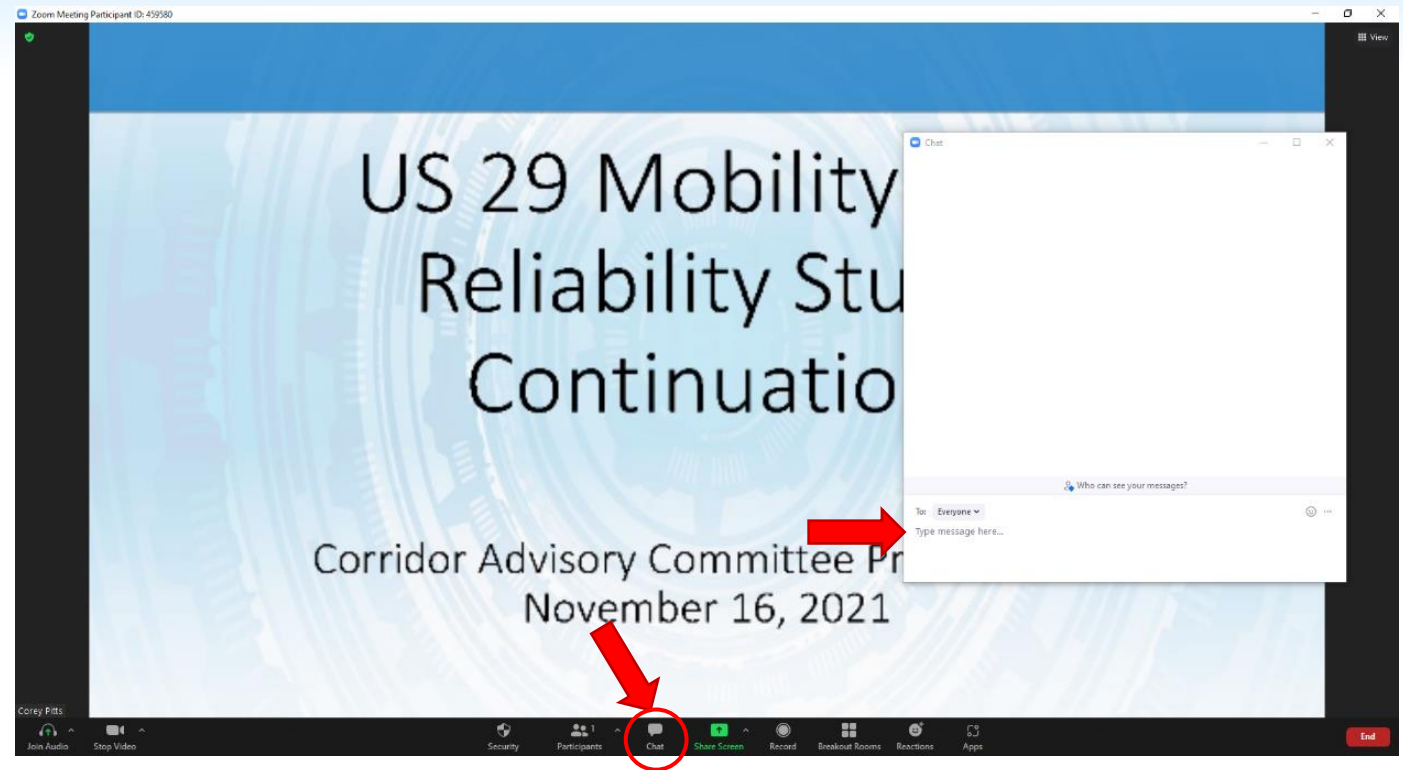 Zoom Meeting Participant ID: 459580
View
US 29 Mobility
Reliability Stu
Continuatio
Corridor Advisory Committee Pr
November 16, 2021
Chat
Who can see your messages?
To: Everyone
Type message here...
Corey Pitts
Join Audio
Stop Video
Security
Participants
1
Chat
Share Screen
Record
Breakout Rooms
Reactions
Apps
End